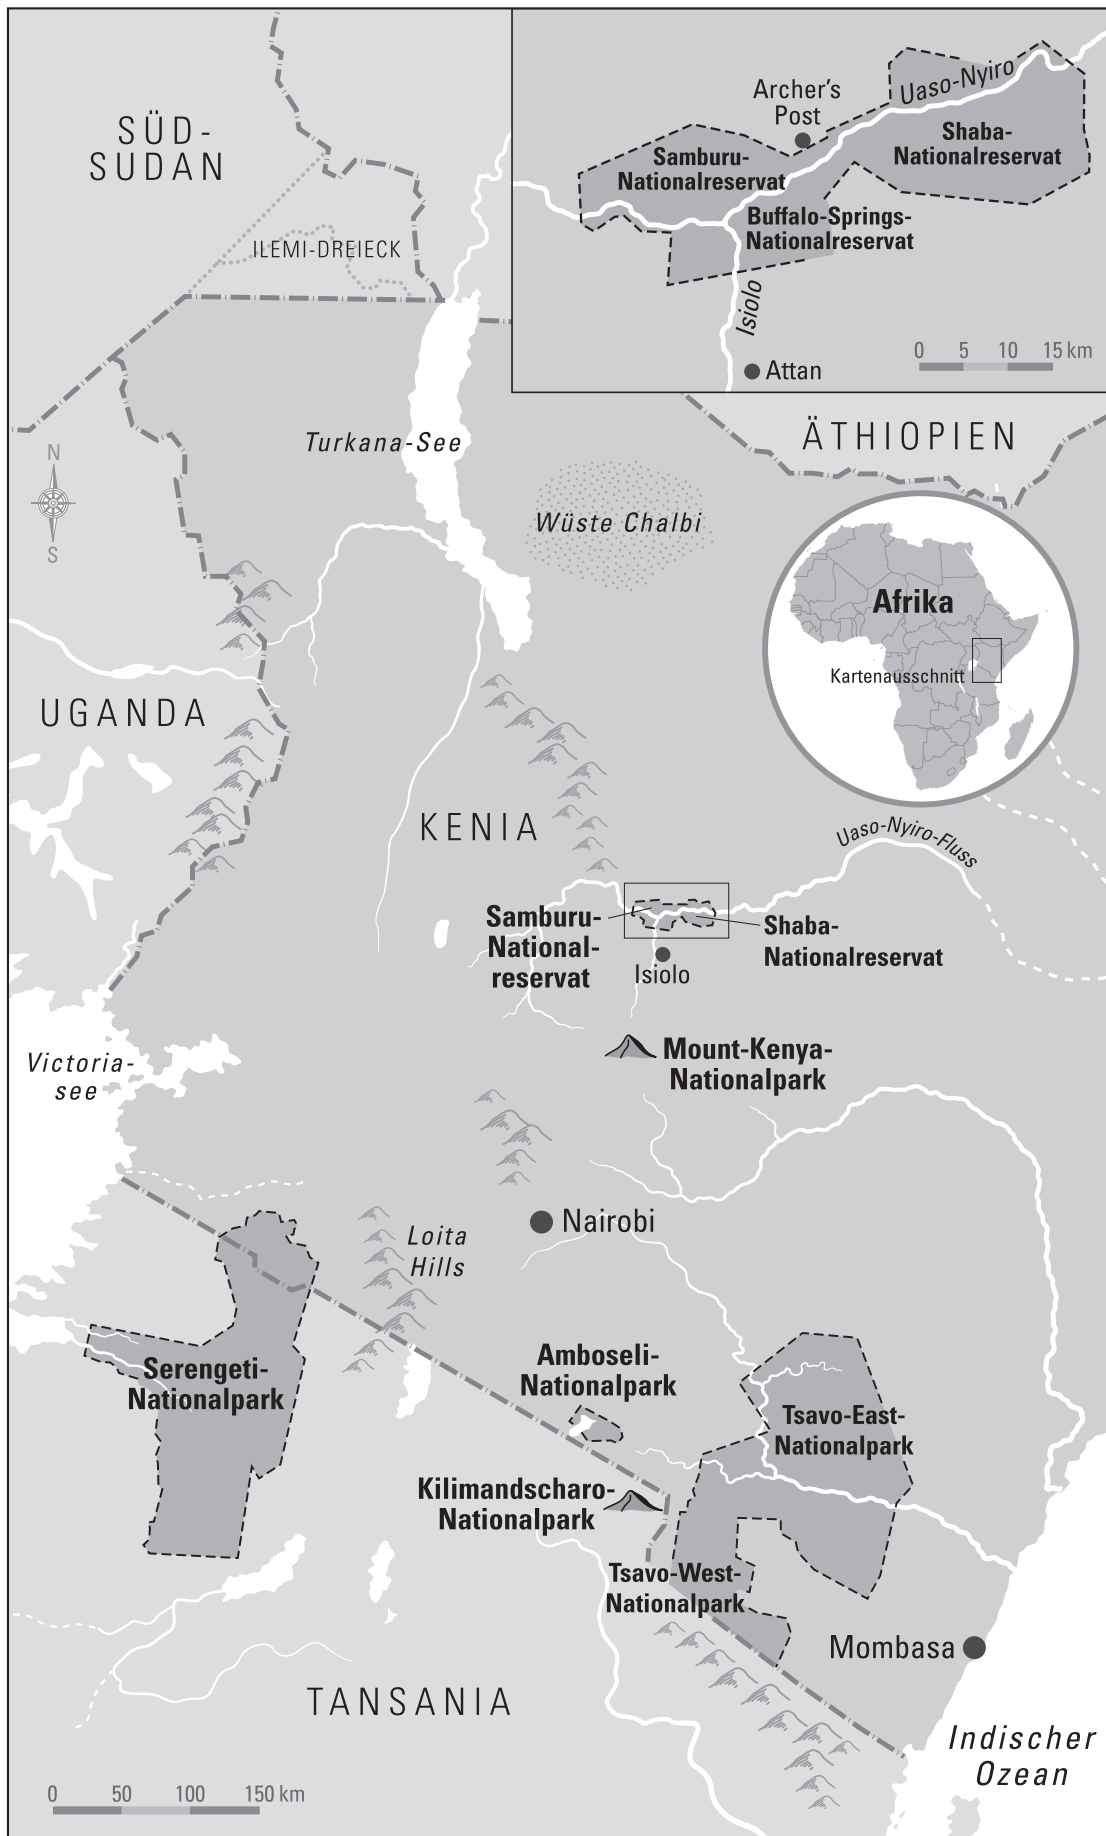 SÜD-
SUDAN
ILEMI-DREIECK
Archer's
Post
Uaso-Nyiro
Samburu-
Nationalreservat
Shaba-
Nationalreservat
Buffalo-Springs-
Nationalreservat
Isiolo
Attan
0 5 10 15 km
Turkana-See
ÄTHIOPIEN
N
S
Wüste Chalbi
Afrika
Kartenausschnitt
UGANDA
KENIA
Uaso-Nyiro-Fluss
Samburu-
National-
reservat
Shaba-
Nationalreservat
Isiolo
Victoria-
see
Mount-Kenya-
Nationalpark
Nairobi
Loita
Hills
Serengeti-
Nationalpark
Amboseli-
Nationalpark
Tsavo-East-
Nationalpark
Kilimandscharo-
Nationalpark
Tsavo-West-
Nationalpark
Mombasa
TANSANIA
Indischer
Ozean
0 50 100 150 km